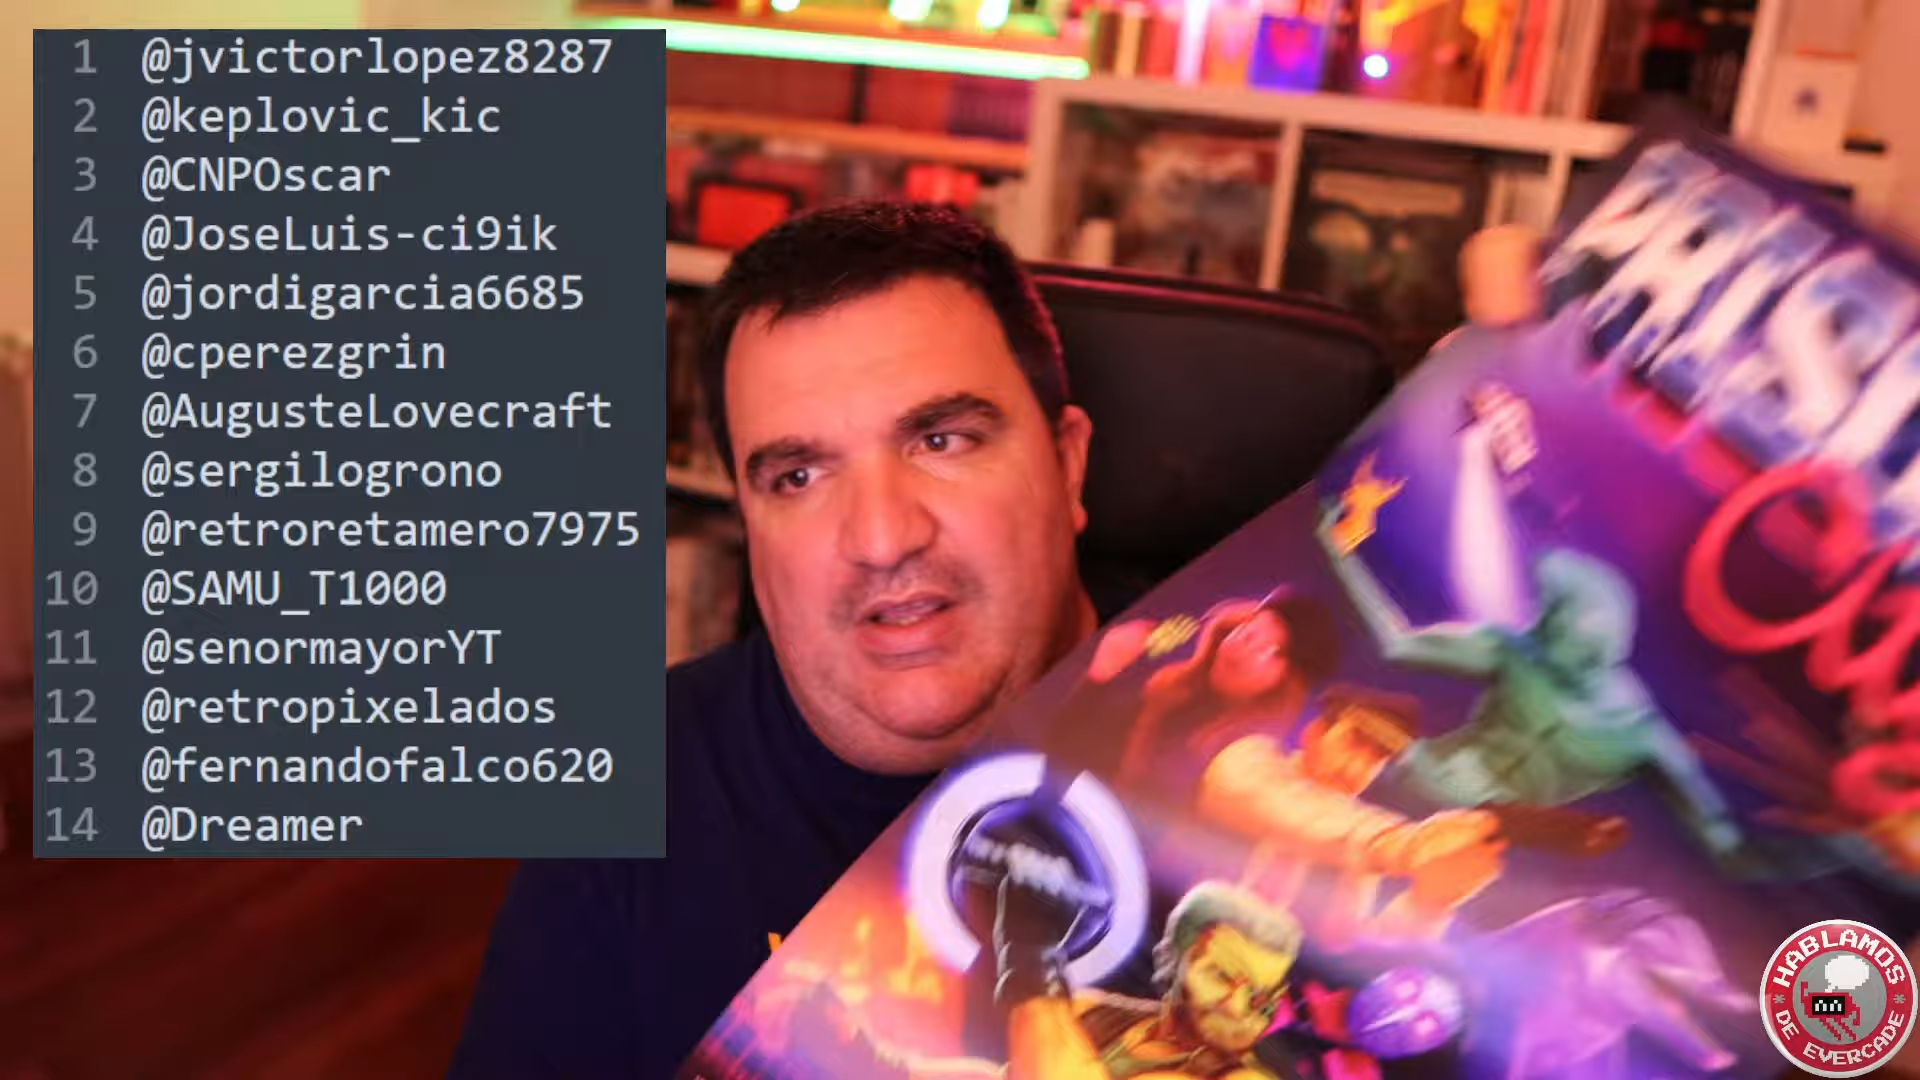 1 @jvictorlopez8287
2 @keplovic_kic
3 @CNPOscar
4 @JoseLuis-ci9ik
5 @jordigarcia6685
6 @cperezgrin
7 @AugusteLovecraft
8 @sergilogrono
9 @retroretamero7975
10 @SAMU_T1000
11 @senormayorYT
12 @retropixelados
13 @fernandofalco620
14 @Dreamer
HABLAMOS
DE EVERCADE